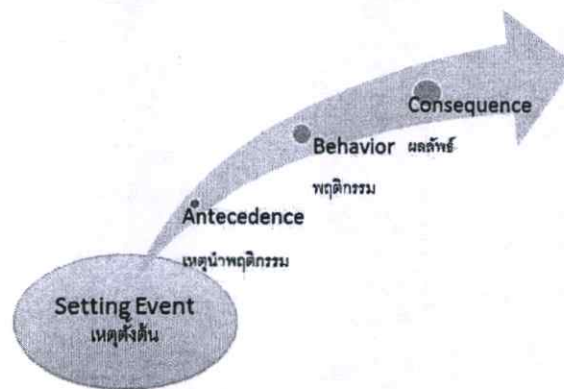 Consequence
Behavior ผลลัพธ์
พฤติกรรม
Antecedence
เหตุนำพฤติกรรม
Setting Event
เหตุตั้งต้น